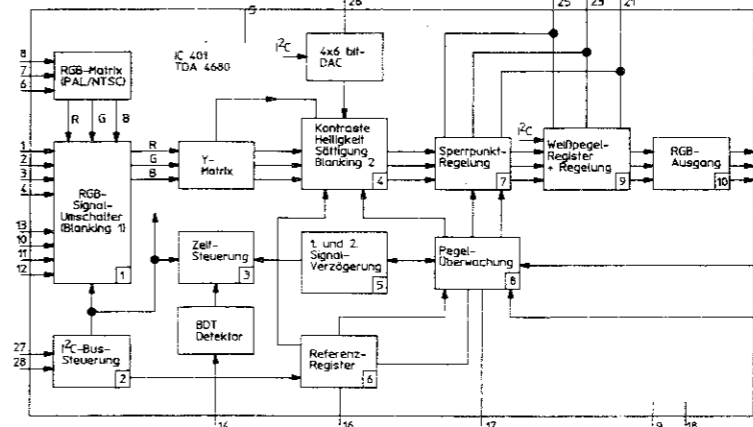 5
26
25
23
21
IC 401
TDA 4680
I²C
4x6 bit-
DAC
8
7
6
RGB-Matrix
(PAL/NTSC)
R G B
1
2
3
4
13
10
11
12
RGB-
Signal-
Umschalter
(Blanking 1)
1
R
G
B
Y-
Matrix
Kontraste
Helligkeit
Sättigung
Blanking 2
4
Sperrpunkt-
Regelung
7
I²C
Weißpegel-
Register
+ Regelung
9
RGB-
Ausgang
10
Zeit-
Steuerung
3
1. und 2.
Signal-
Verzögerung
5
Pegel-
Überwachung
8
27
28
I²C-Bus-
Steuerung
2
BDT
Detektor
Referenz-
Register
6
14
16
17
9
18